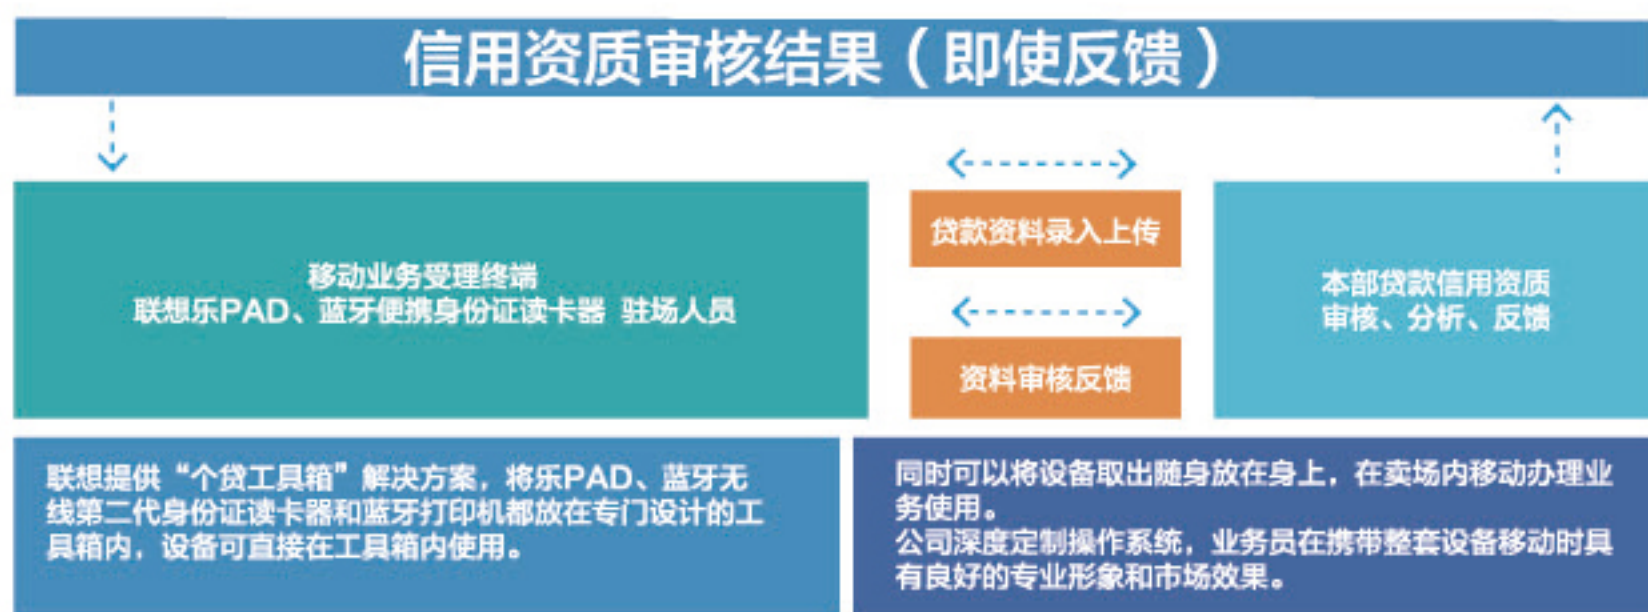 信用资质审核结果（即使反馈）
移动业务受理终端
联想乐PAD、蓝牙便携身份证读卡器 驻场人员
贷款资料录入上传
资料审核反馈
本部贷款信用资质
审核、分析、反馈
联想提供“个贷工具箱”解决方案，将乐PAD、蓝牙无
线第二代身份证读卡器和蓝牙打印机都放在专门设计的工
具箱内，设备可直接在工具箱内使用。
同时可以将设备取出随身放在身上，在卖场内移动办理业
务使用。
公司深度定制操作系统，业务员在携带整套设备移动时具
有良好的专业形象和市场效果。